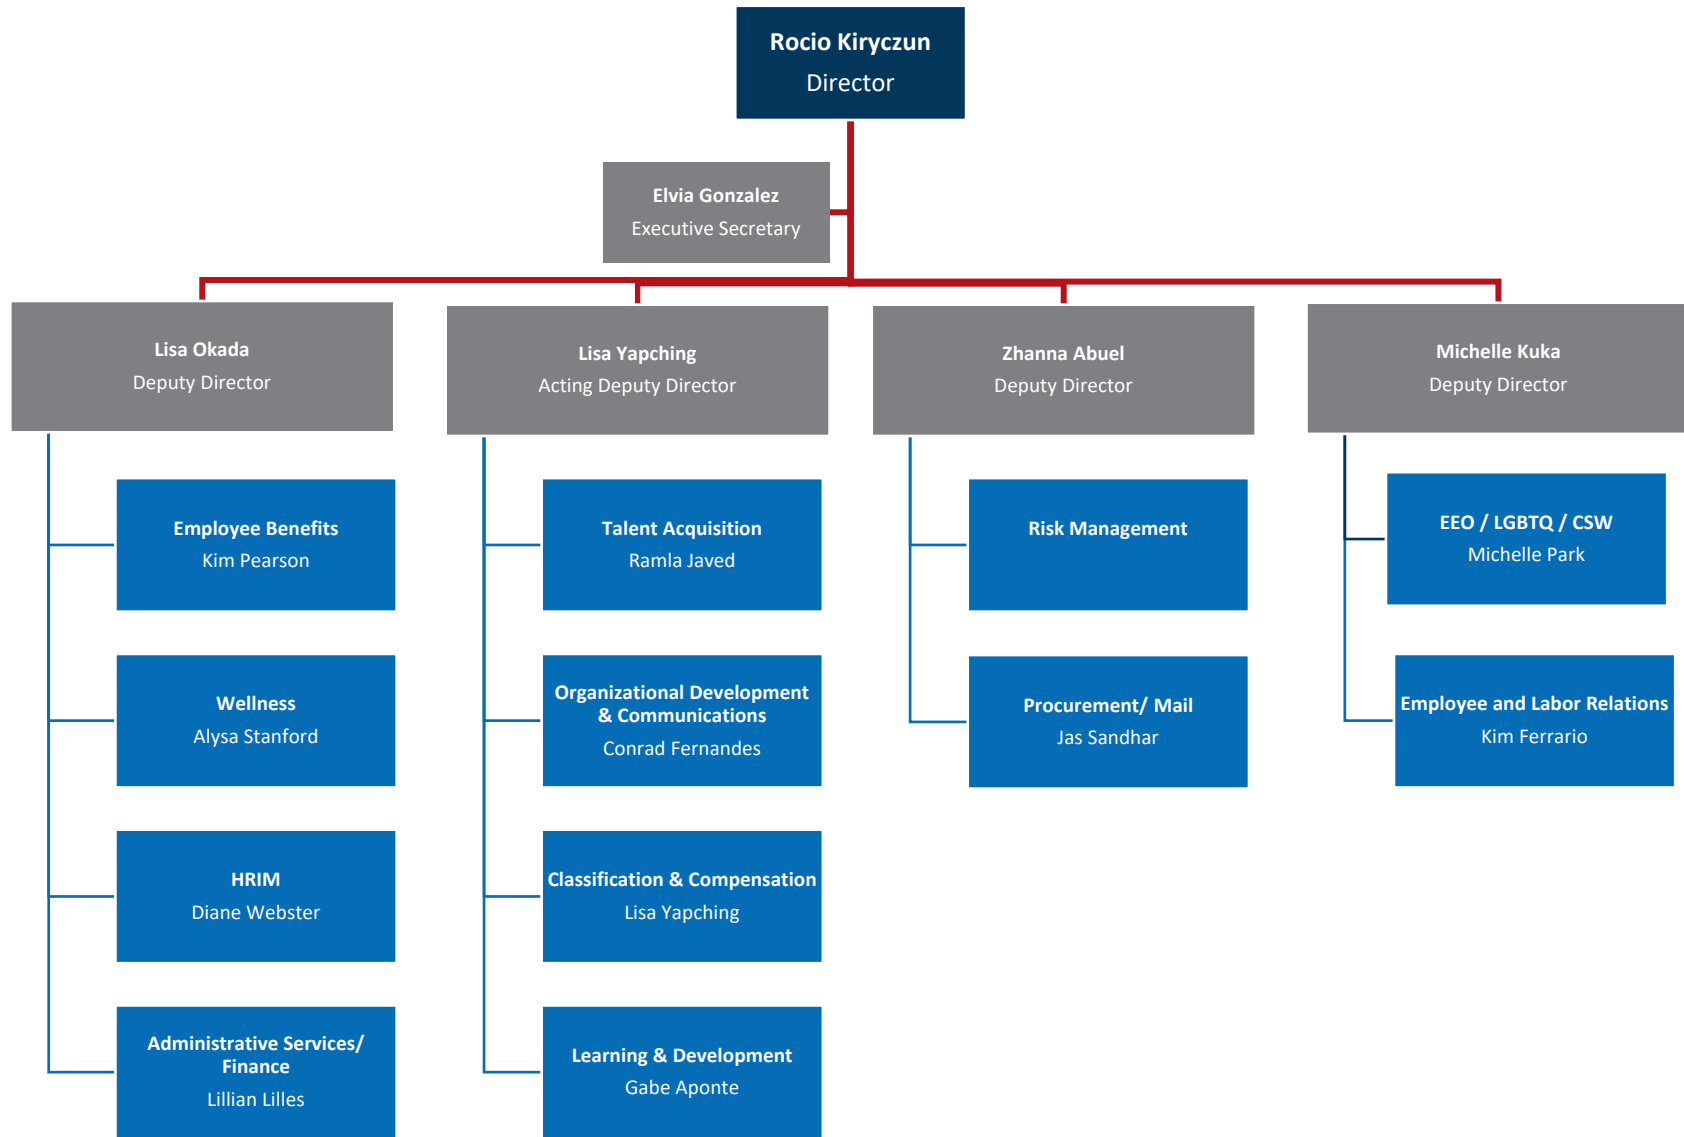 Rocio Kiryczun
Director
Elvia Gonzalez
Executive Secretary
Lisa Okada
Deputy Director
Lisa Yapching
Acting Deputy Director
Zhanna Abuel
Deputy Director
Michelle Kuka
Deputy Director
Employee Benefits
Kim Pearson
Wellness
Alysa Stanford
HRIM
Diane Webster
Administrative Services/
Finance
Lillian Lilles
Talent Acquisition
Ramla Javed
Organizational Development
& Communications
Conrad Fernandes
Classification & Compensation
Lisa Yapching
Learning & Development
Gabe Aponte
Risk Management
Procurement/ Mail
Jas Sandhar
EEO / LGBTQ / CSW
Michelle Park
Employee and Labor Relations
Kim Ferrario